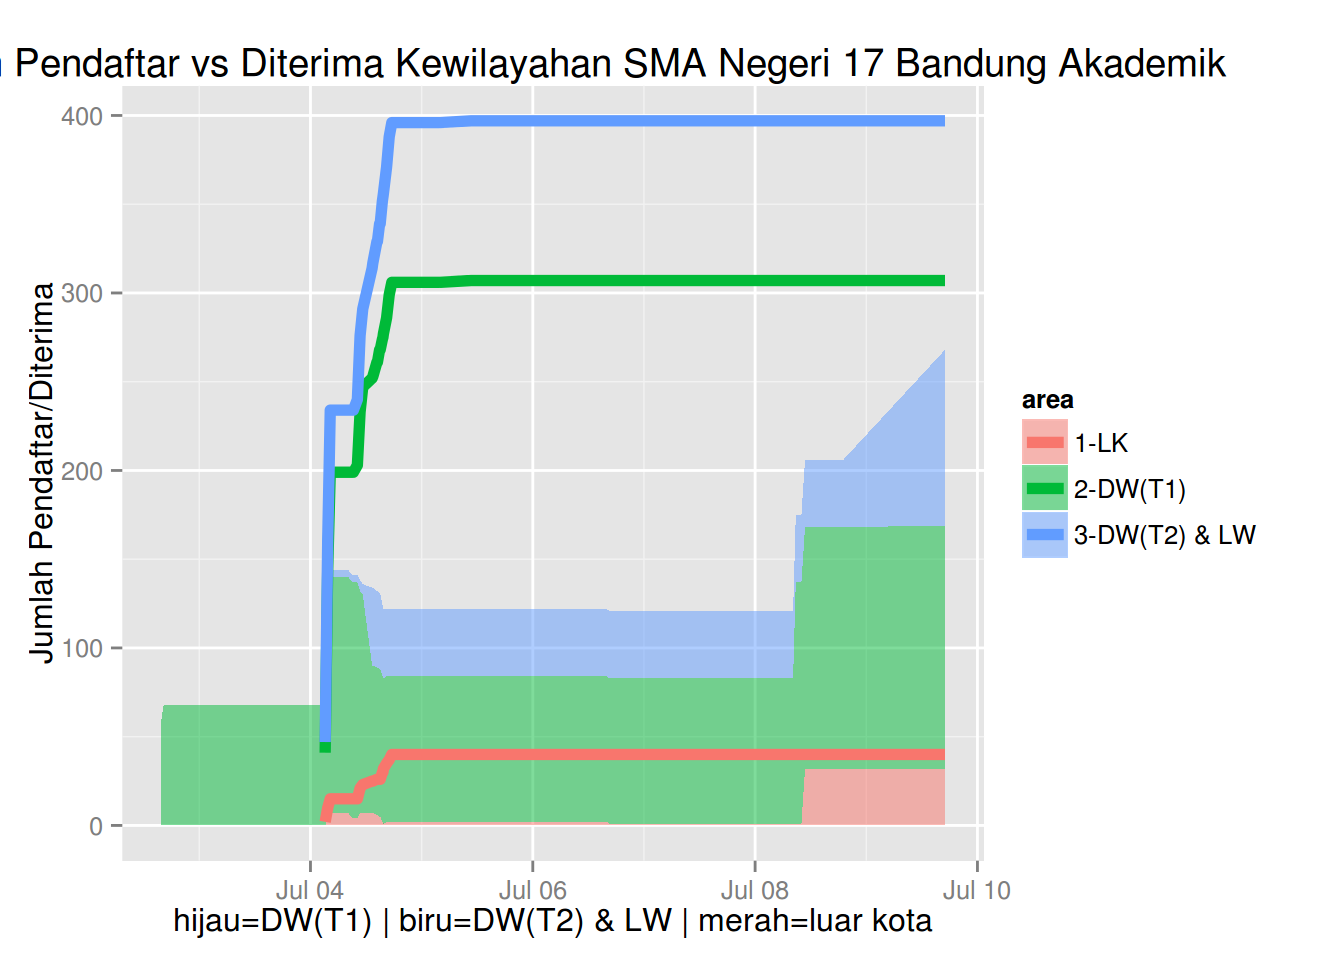 Pendaftar vs Diterima Kewilayahan SMA Negeri 17 Bandung Akademik
400
300
200
100
0
Jumlah Pendaftar/Diterima
Jul 04
Jul 06
Jul 08
Jul 10
hijau=DW(T1) | biru=DW(T2) & LW | merah=luar kota
area
1-LK
2-DW(T1)
3-DW(T2) & LW